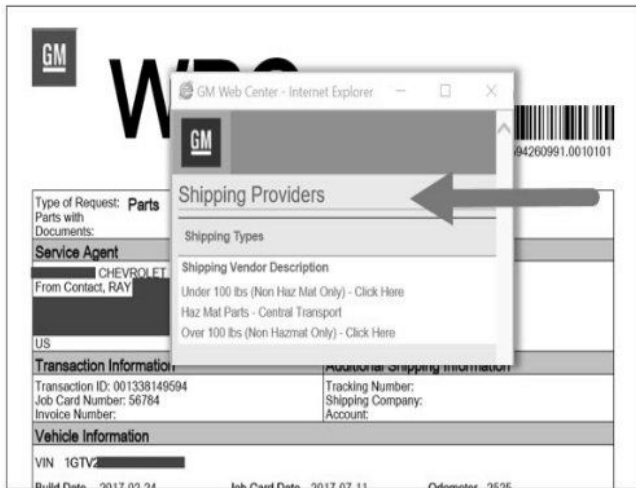 GM
GM Web Center - Internet Explorer
GM
94260991.0010101
Shipping Providers
Shipping Types
Shipping Vendor Description
Under 100 lbs (Non Haz Mat Only) - Click Here
Haz Mat Parts - Central Transport
Over 100 lbs (Non Hazmat Only) - Click Here
Type of Request: Parts
Parts with
Documents:
Service Agent
CHEVROLET
From Contact, RAY
US
Transaction Information
Additional Shipping Information
Transaction ID: 001338149594
Tracking Number:
Job Card Number: 56784
Shipping Company:
Invoice Number:
Account:
Vehicle Information
VIN 1GTV2
Build Date 2017-02-24 Job Card Date 2017-07-11 Odometer 2525